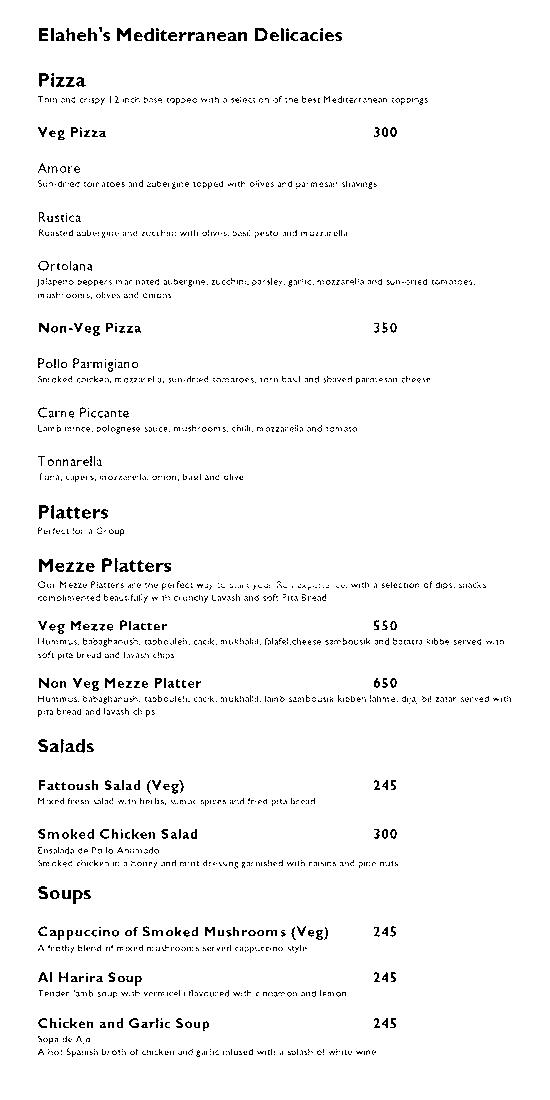 Elaheh's Mediterranean Delicacies
Pizza
Thin and crispy 12 inch base topped with a selection of the best Mediterranean toppings
Veg Pizza 300
Amore
Sun-dried tomatoes and aubergine topped with olives and parmesan shavings
Rustica
Roasted aubergine and zucchini with olives, basil pesto and mozzarella
Ortolana
Jalapeno peppers marinated aubergine, zucchini, parsley, garlic, mozzarella and sun-dried tomatoes,
mushrooms, olives and onions
Non-Veg Pizza 350
Pollo Parmigiano
Smoked chicken, mozzarella, sun-dried tomatoes, torn basil and shaved parmesan cheese
Carne Piccante
Lamb mince, bolognese sauce, mushrooms, chilli, mozzarella and tomato
Tonnarella
Tuna, capers, mozzarella, onion, basil and olive
Platters
Perfect for a Group
Mezze Platters
Our Mezze Platters are the perfect way to start your experience, with a selection of dips, snacks
complimented beautifully with crunchy Lavash and soft Pita Bread
Veg Mezze Platter 550
Hummus, babaghanush, tabbouleh, cacik, mukhallil, falafel,cheese sambousik and batatra kibbe served with
soft pita bread and lavash chips
Non Veg Mezze Platter 650
Hummus, babaghanush, tabbouleh, cacik, mukhallil, lamb sambousik kibbeh lahme, dijaj bil zatar served with
pita bread and lavash chips
Salads
Fattoush Salad (Veg) 245
Mixed fresh salad with herbs, sumac spices and fried pita bread
Smoked Chicken Salad 300
Ensalada de Pollo Ahumado
Smoked chicken in a honey and mint dressing garnished with raisins and pine nuts
Soups
Cappuccino of Smoked Mushrooms (Veg) 245
A frothy blend of mixed mushrooms served cappuccino style
Al Harira Soup 245
Tender lamb soup with vermicelli flavoured with cinnamon and lemon
Chicken and Garlic Soup 245
Sopa de Ajo
A hot Spanish broth of chicken and garlic infused with a splash of white wine